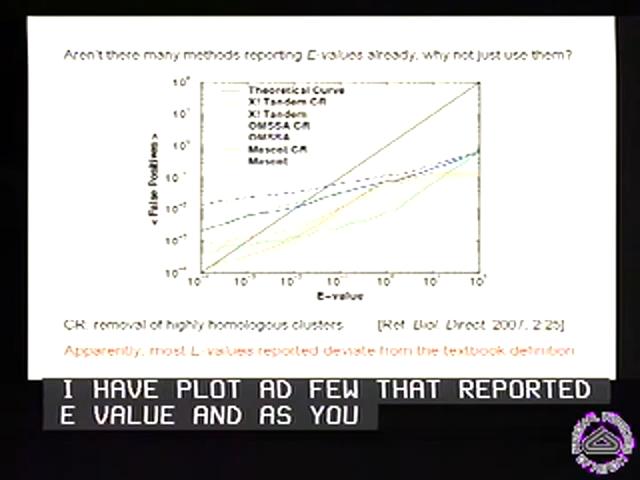 Aren't there many methods reporting E-values already, why not just use them?
Theoretical Curve
X! Tandem CR
X! Tandem
OMSSA CR
OMSSA
Mascot CR
Mascot
< False Positives >
E-value
CR: removal of highly homologous clusters [Ref. Biol. Direct. 2007, 2:25]
Apparently, most E-values reported deviate from the textbook definition
I HAVE PLOT AD FEW THAT REPORTED
E VALUE AND AS YOU